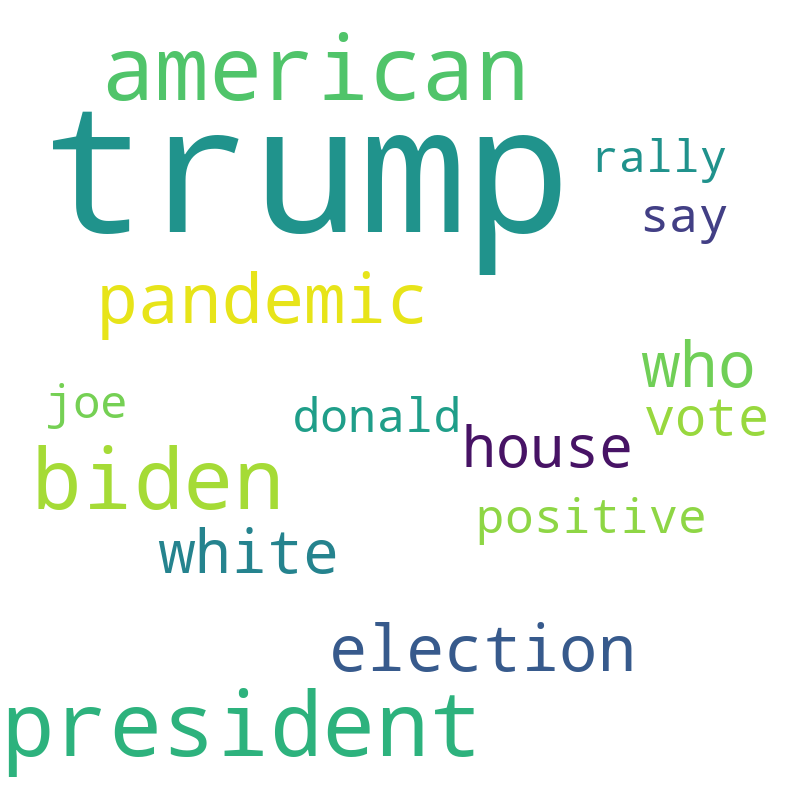 american
trump
rally
say
pandemic
who
joe
donald
vote
biden
house
positive
white
election
president